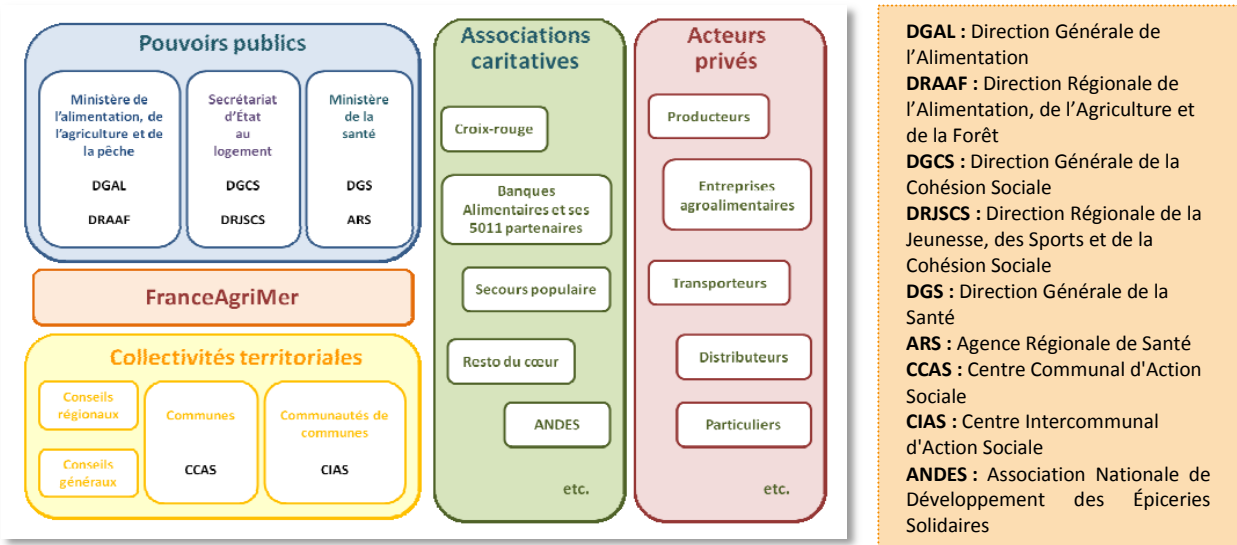 Pouvoirs publics
Ministère de
l'alimentation, de
l'agriculture et de
la pêche
DGAL
DRAAF
Secrétariat
d'État
au
logement
DGCS
DRJSCS
Ministère
de la
santé
DGS
ARS
FranceAgriMer
Collectivités territoriales
Conseils
régionaux
Conseils
généraux
Communes
CCAS
Communautés de
communes
CIAS
Associations
caritatives
Croix-rouge
Banques
Alimentaires et ses
5011 partenaires
Secours populaire
Resto du cœur
ANDES
etc.
Acteurs
privés
Producteurs
Entreprises
agroalimentaires
Transporteurs
Distributeurs
Particuliers
etc.
DGAL : Direction Générale de
l'Alimentation
DRAAF : Direction Régionale de
l'Alimentation, de l'Agriculture et
de la Forêt
DGCS : Direction Générale de la
Cohésion Sociale
DRJSCS : Direction Régionale de la
Jeunesse, des Sports et de la
Cohésion Sociale
DGS : Direction Générale de la
Santé
ARS : Agence Régionale de Santé
CCAS : Centre Communal d'Action
Sociale
CIAS : Centre Intercommunal
d'Action Sociale
ANDES : Association Nationale de
Développement des Épiceries
Solidaires